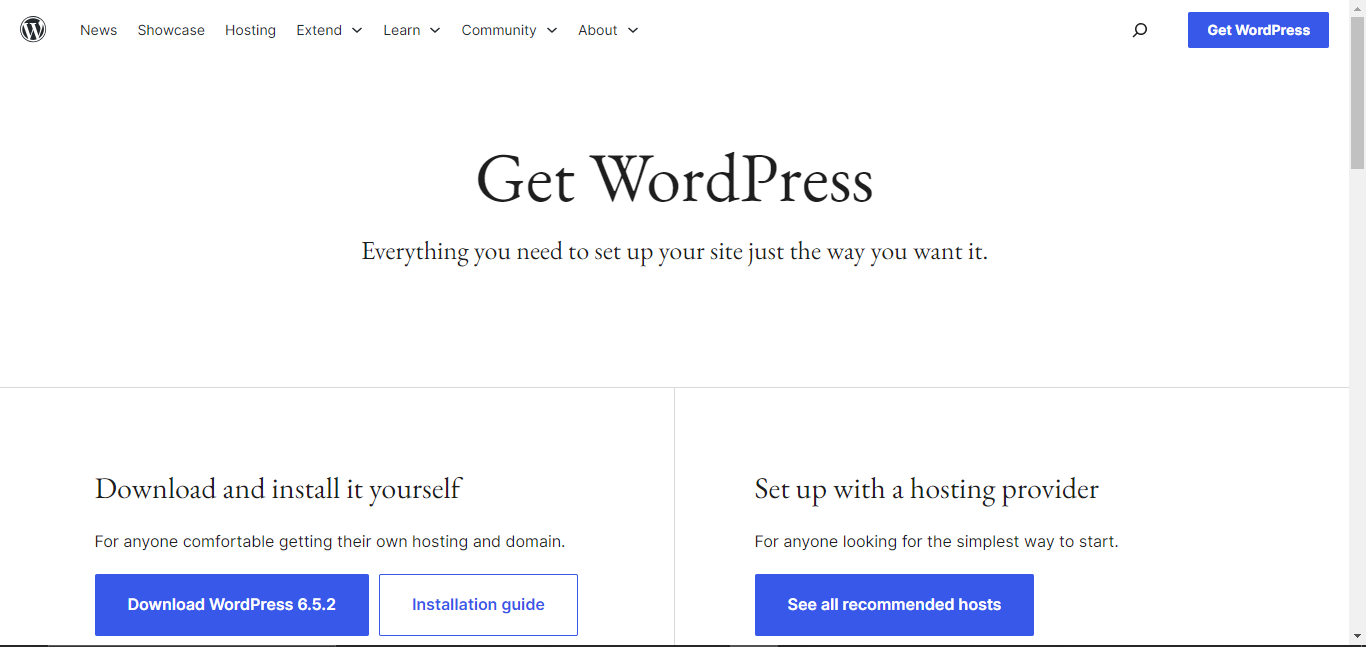 News Showcase Hosting Extend Learn Community About Get WordPress
Get WordPress
Everything you need to set up your site just the way you want it.
Download and install it yourself
For anyone comfortable getting their own hosting and domain.
Download WordPress 6.5.2 Installation guide
Set up with a hosting provider
For anyone looking for the simplest way to start.
See all recommended hosts